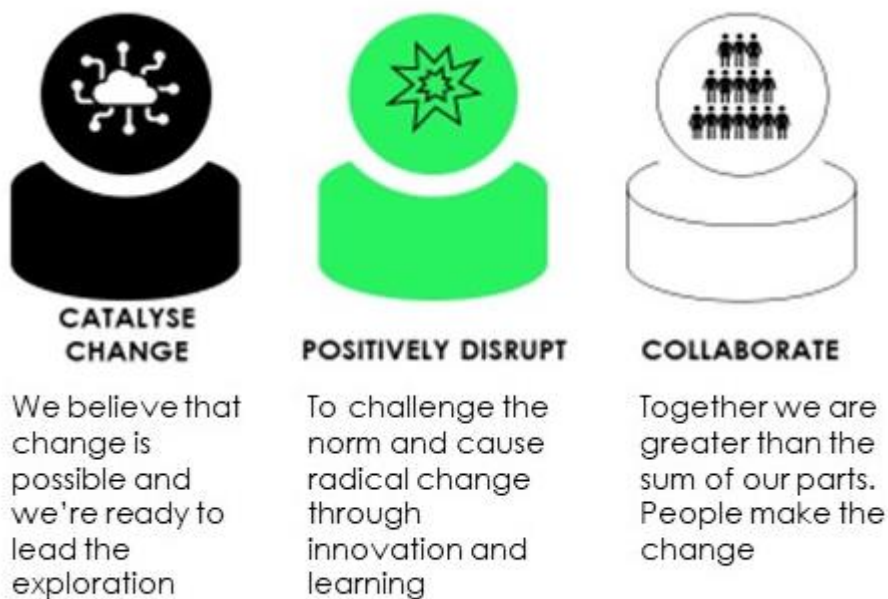 CATALYSE
CHANGE
We believe that
change is
possible and
we're ready to
lead the
exploration
POSITIVELY DISRUPT
To challenge the
norm and cause
radical change
through
innovation and
learning
COLLABORATE
Together we are
greater than the
sum of our parts.
People make the
change